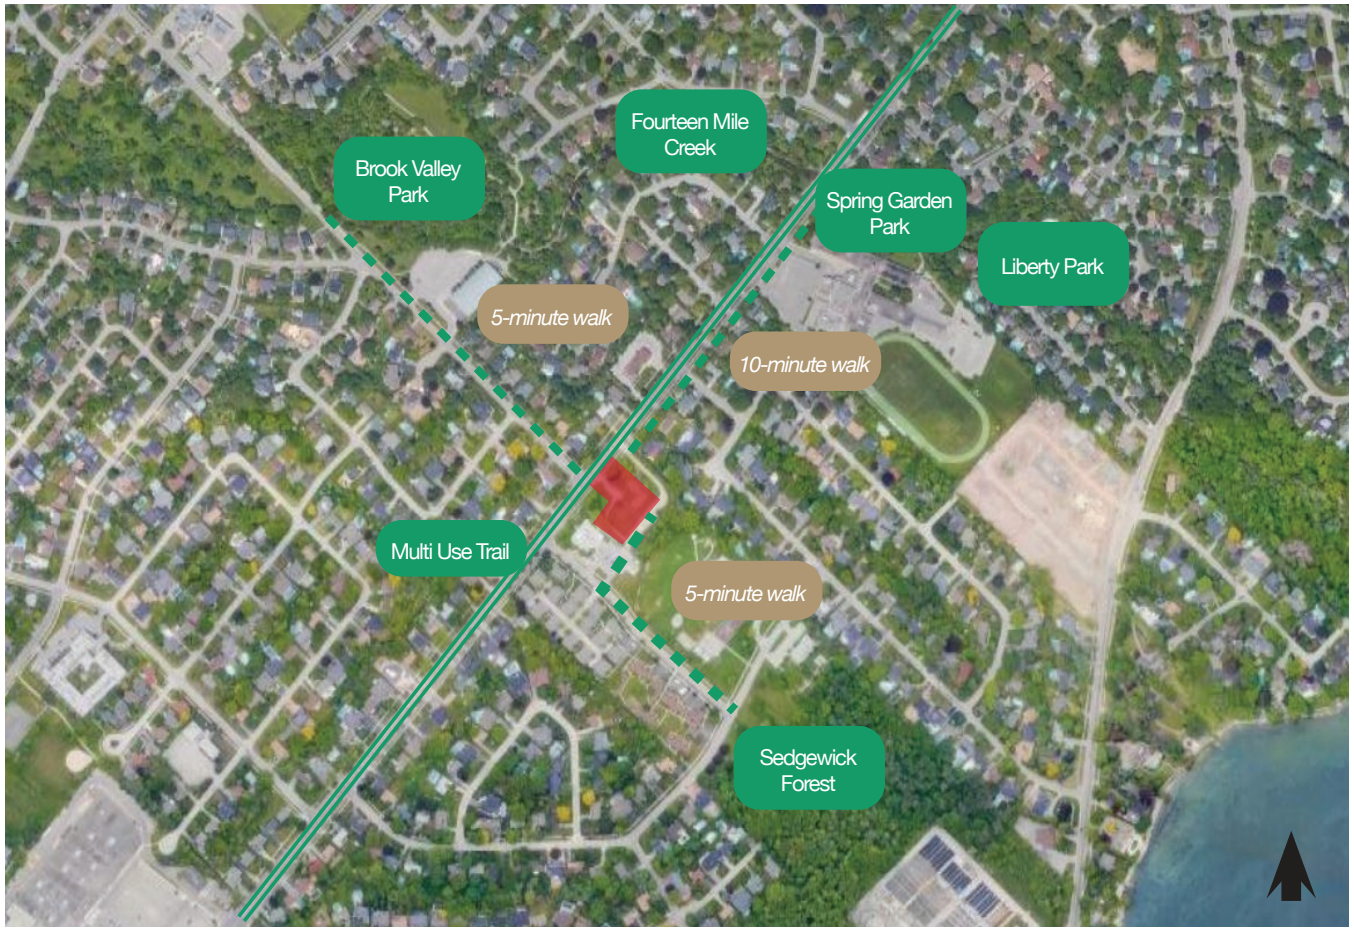 Fourteen Mile
Creek
Brook Valley
Park
Spring Garden
Park
Liberty Park
5-minute walk
10-minute walk
Multi Use Trail
5-minute walk
Sedgewick
Forest